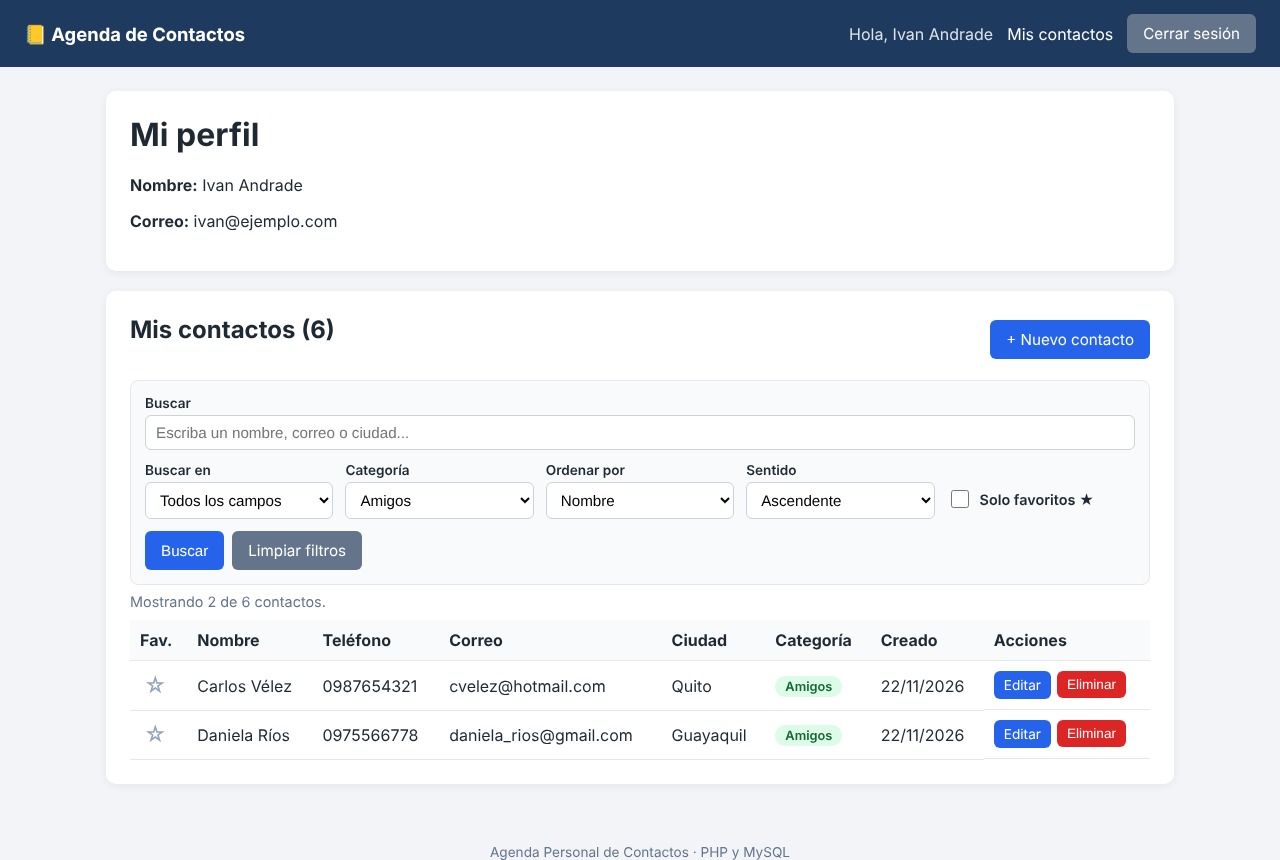 📒 Agenda de Contactos
Hola, Ivan Andrade Mis contactos Cerrar sesión
Mi perfil
Nombre: Ivan Andrade
Correo: ivan@ejemplo.com
Mis contactos (6)
+ Nuevo contacto
Buscar
Escriba un nombre, correo o ciudad...
Buscar en Categoría Ordenar por Sentido
Todos los campos Amigos Nombre Ascendente Solo favoritos ★
Buscar Limpiar filtros
Mostrando 2 de 6 contactos.
Fav. Nombre Teléfono Correo Ciudad Categoría Creado Acciones
☆ Carlos Vélez 0987654321 cvelez@hotmail.com Quito Amigos 22/11/2026 Editar Eliminar
☆ Daniela Ríos 0975566778 daniela_rios@gmail.com Guayaquil Amigos 22/11/2026 Editar Eliminar
Agenda Personal de Contactos · PHP y MySQL